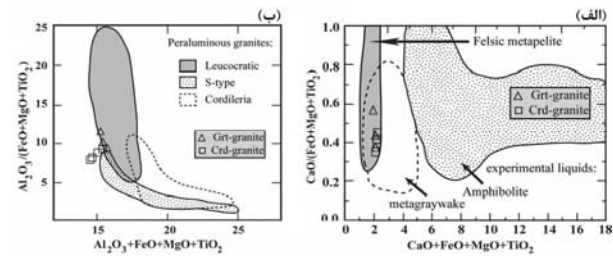 (ب)
Peraluminous granites:
Leucocratic
S-type
Cordileria
Grt-granite
Crd-granite
25
20
15
10
5
15
20
25
Al₂O₃/(FeO+MgO+TiO₂)
Al₂O₃+FeO+MgO+TiO₂
(الف)
Felsic metapelite
Grt-granite
Crd-granite
experimental liquids:
Amphibolite
metagraywake
1.0
0.8
0.6
0.4
0.2
0.0
0 2 4 6 8 10 12 14 16 18
CaO/(FeO+MgO+TiO₂)
CaO+FeO+MgO+TiO₂